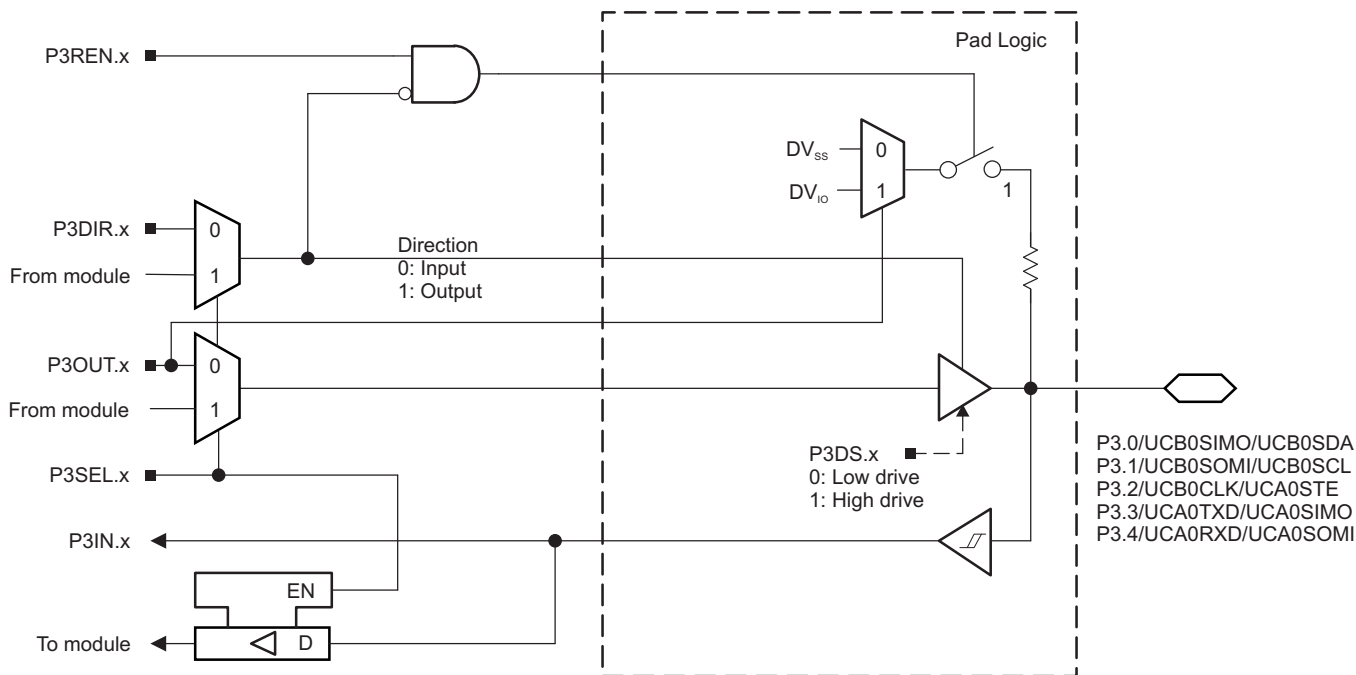 Pad Logic
P3REN.x
DVSS
0
DVIO
1
1
P3DIR.x
0
From module
1
Direction
0: Input
1: Output
P3OUT.x
0
From module
1
P3SEL.x
P3DS.x
0: Low drive
1: High drive
P3.0/UCB0SIMO/UCB0SDA
P3.1/UCB0SOMI/UCB0SCL
P3.2/UCB0CLK/UCA0STE
P3.3/UCA0TXD/UCA0SIMO
P3.4/UCA0RXD/UCA0SOMI
P3IN.x
EN
To module
D